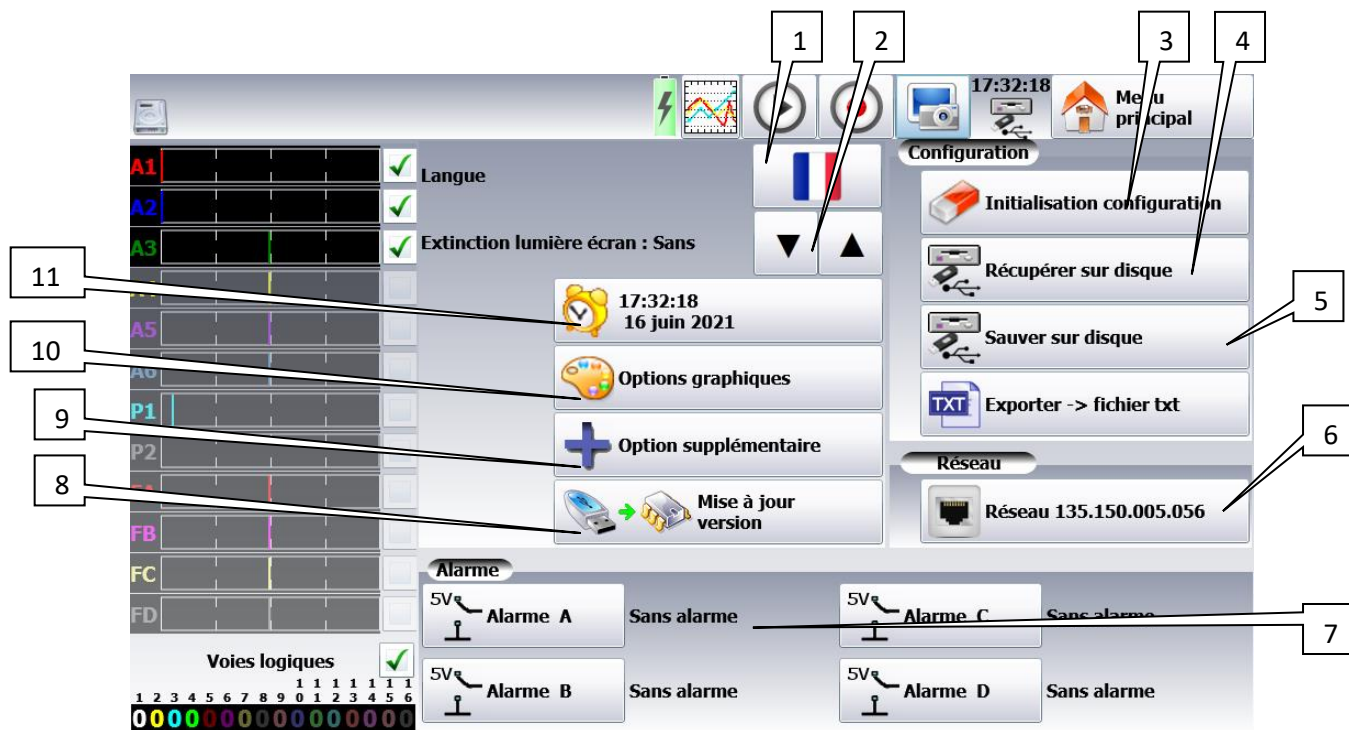 1
2
3
4
17:32:18
Menu
principal
A1
A2
A3
A5
A6
P1
P2
FB
FC
FD
Voies logiques
1 1 1 1 1 1 1
1 2 3 4 5 6 7 8 9 0 1 2 3 4 5 6
0000000000000000
Langue
Extinction lumière écran : Sans
▼ ▲
17:32:18
16 juin 2021
Options graphiques
Option supplémentaire
Mise à jour
version
Configuration
Initialisation configuration
Récupérer sur disque
Sauver sur disque
TXT Exporter -> fichier txt
Réseau
Réseau 135.150.005.056
Alarme
5V Alarme A Sans alarme
5V Alarme C Sans alarme
5V Alarme B Sans alarme
5V Alarme D Sans alarme
11
10
9
8
5
6
7